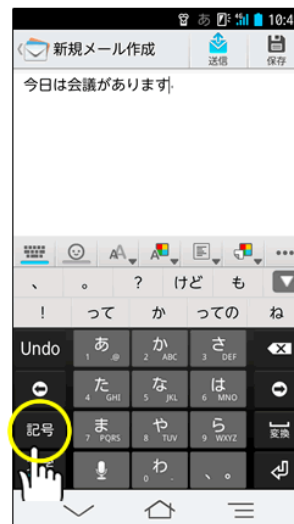 あ 10:4
新規メール作成 送信 保存
今日は会議があります
、 。 ? けど も
! って か っての ね
Undo あ 1 .@ か 2 ABC さ 3 DEF
た 4 GHI な 5 JKL は 6 MNO
記号 ま 7 PQRS や 8 TUV ら 9 WXYZ 変換
わ 0 - 、 。